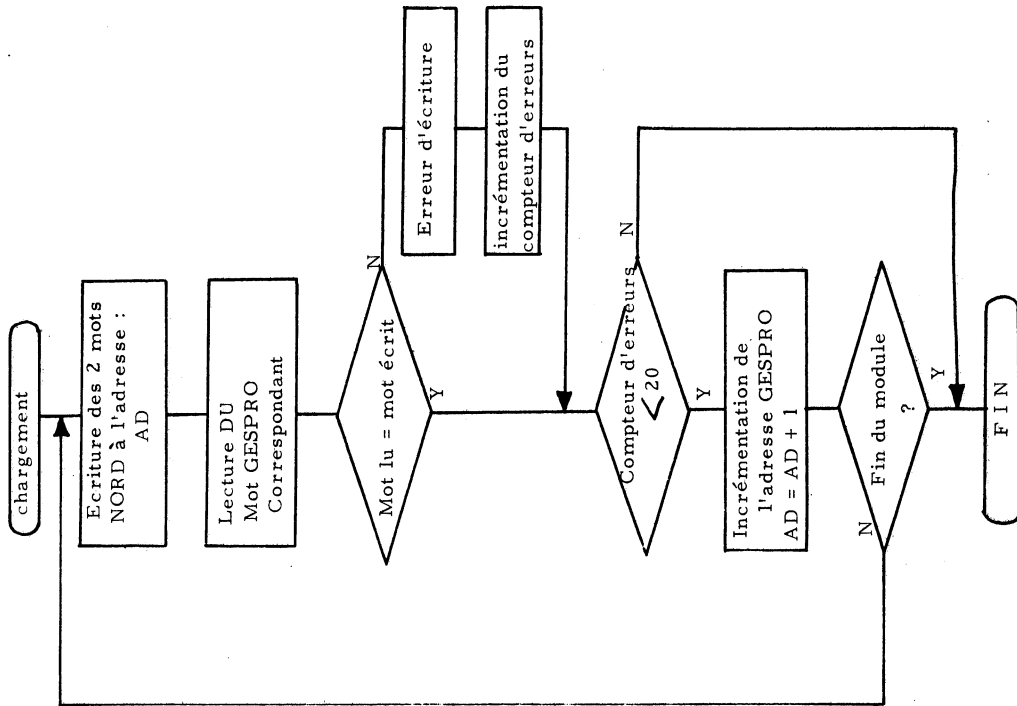 chargement
Ecriture des 2 mots
NORD à l'adresse :
AD
Lecture DU
Mot GESPRO
Correspondant
Mot lu = mot écrit
N
Y
Erreur d'écriture
incrémentation du
compteur d'erreurs
Compteur d'erreurs
< 20
N
Y
Incrémentation de
l'adresse GESPRO
AD = AD + 1
Fin du module
?
N
Y
FIN